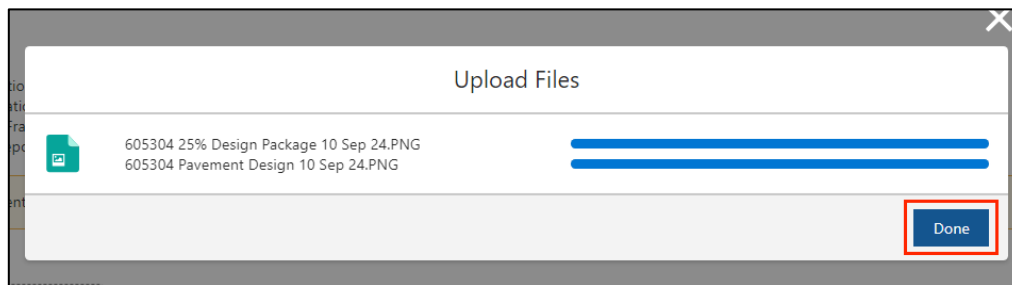 Upload Files
605304 25% Design Package 10 Sep 24.PNG
605304 Pavement Design 10 Sep 24.PNG
Done